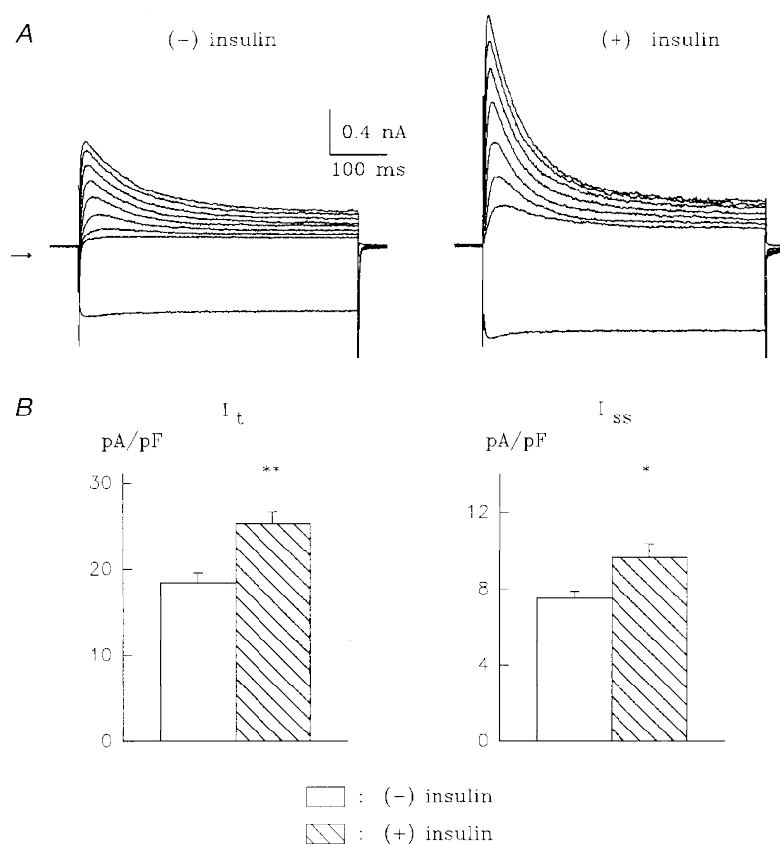 A
(−) insulin
(+) insulin
0.4 nA
100 ms
→
B
I t
I ss
pA/pF
pA/pF
**
*
30
20
10
0
12
8
4
0
: (−) insulin
: (+) insulin